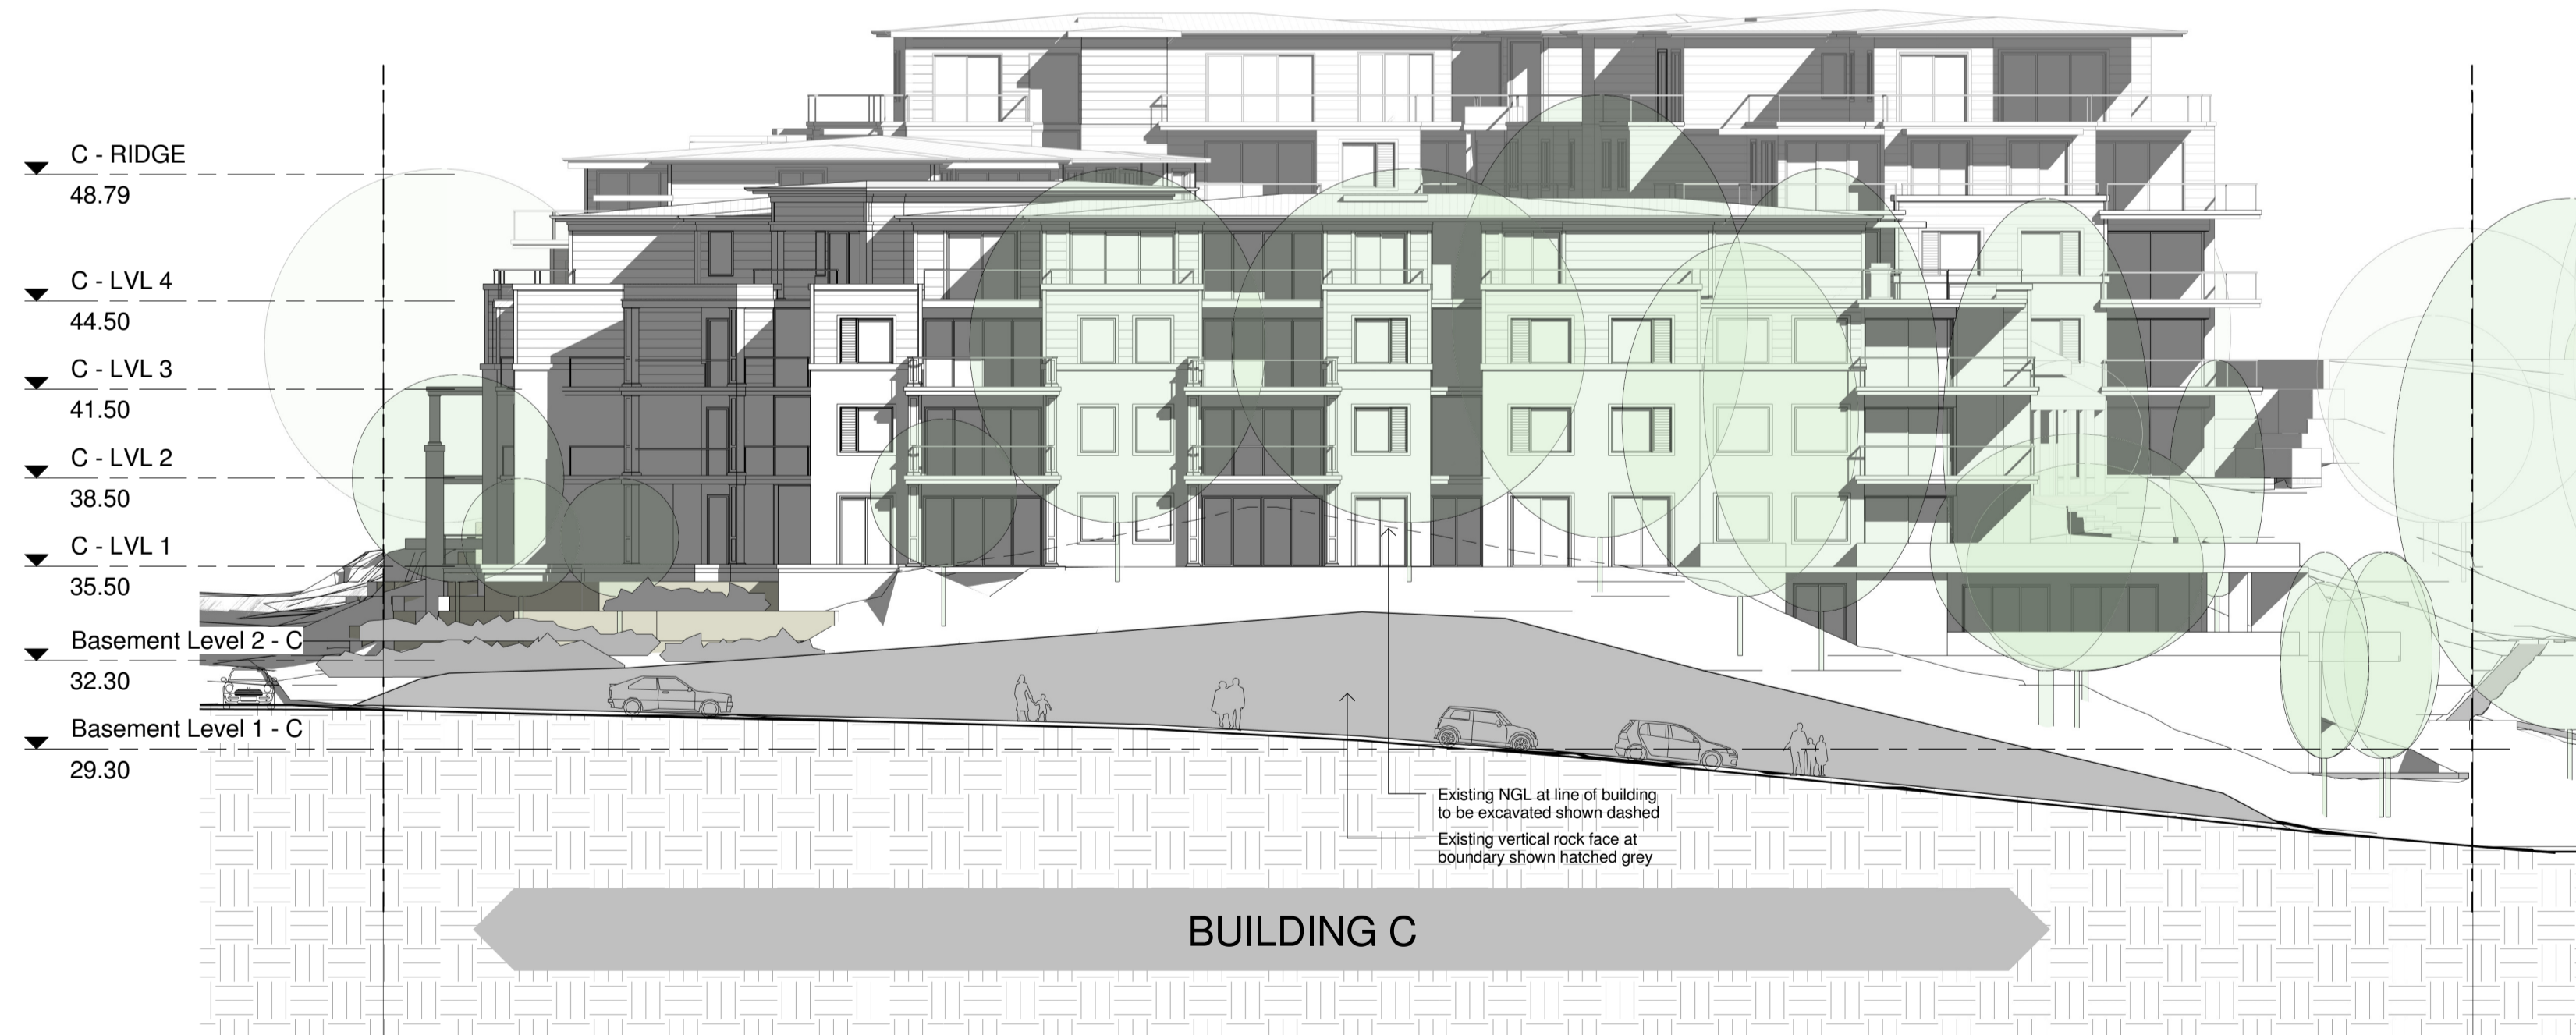 C - RIDGE
48.79
C - LVL 4
44.50
C - LVL 3
41.50
C - LVL 2
38.50
C - LVL 1
35.50
Basement Level 2 - C
32.30
Basement Level 1 - C
29.30
Existing NGL at line of building
to be excavated shown dashed
Existing vertical rock face at
boundary shown hatched grey
BUILDING C